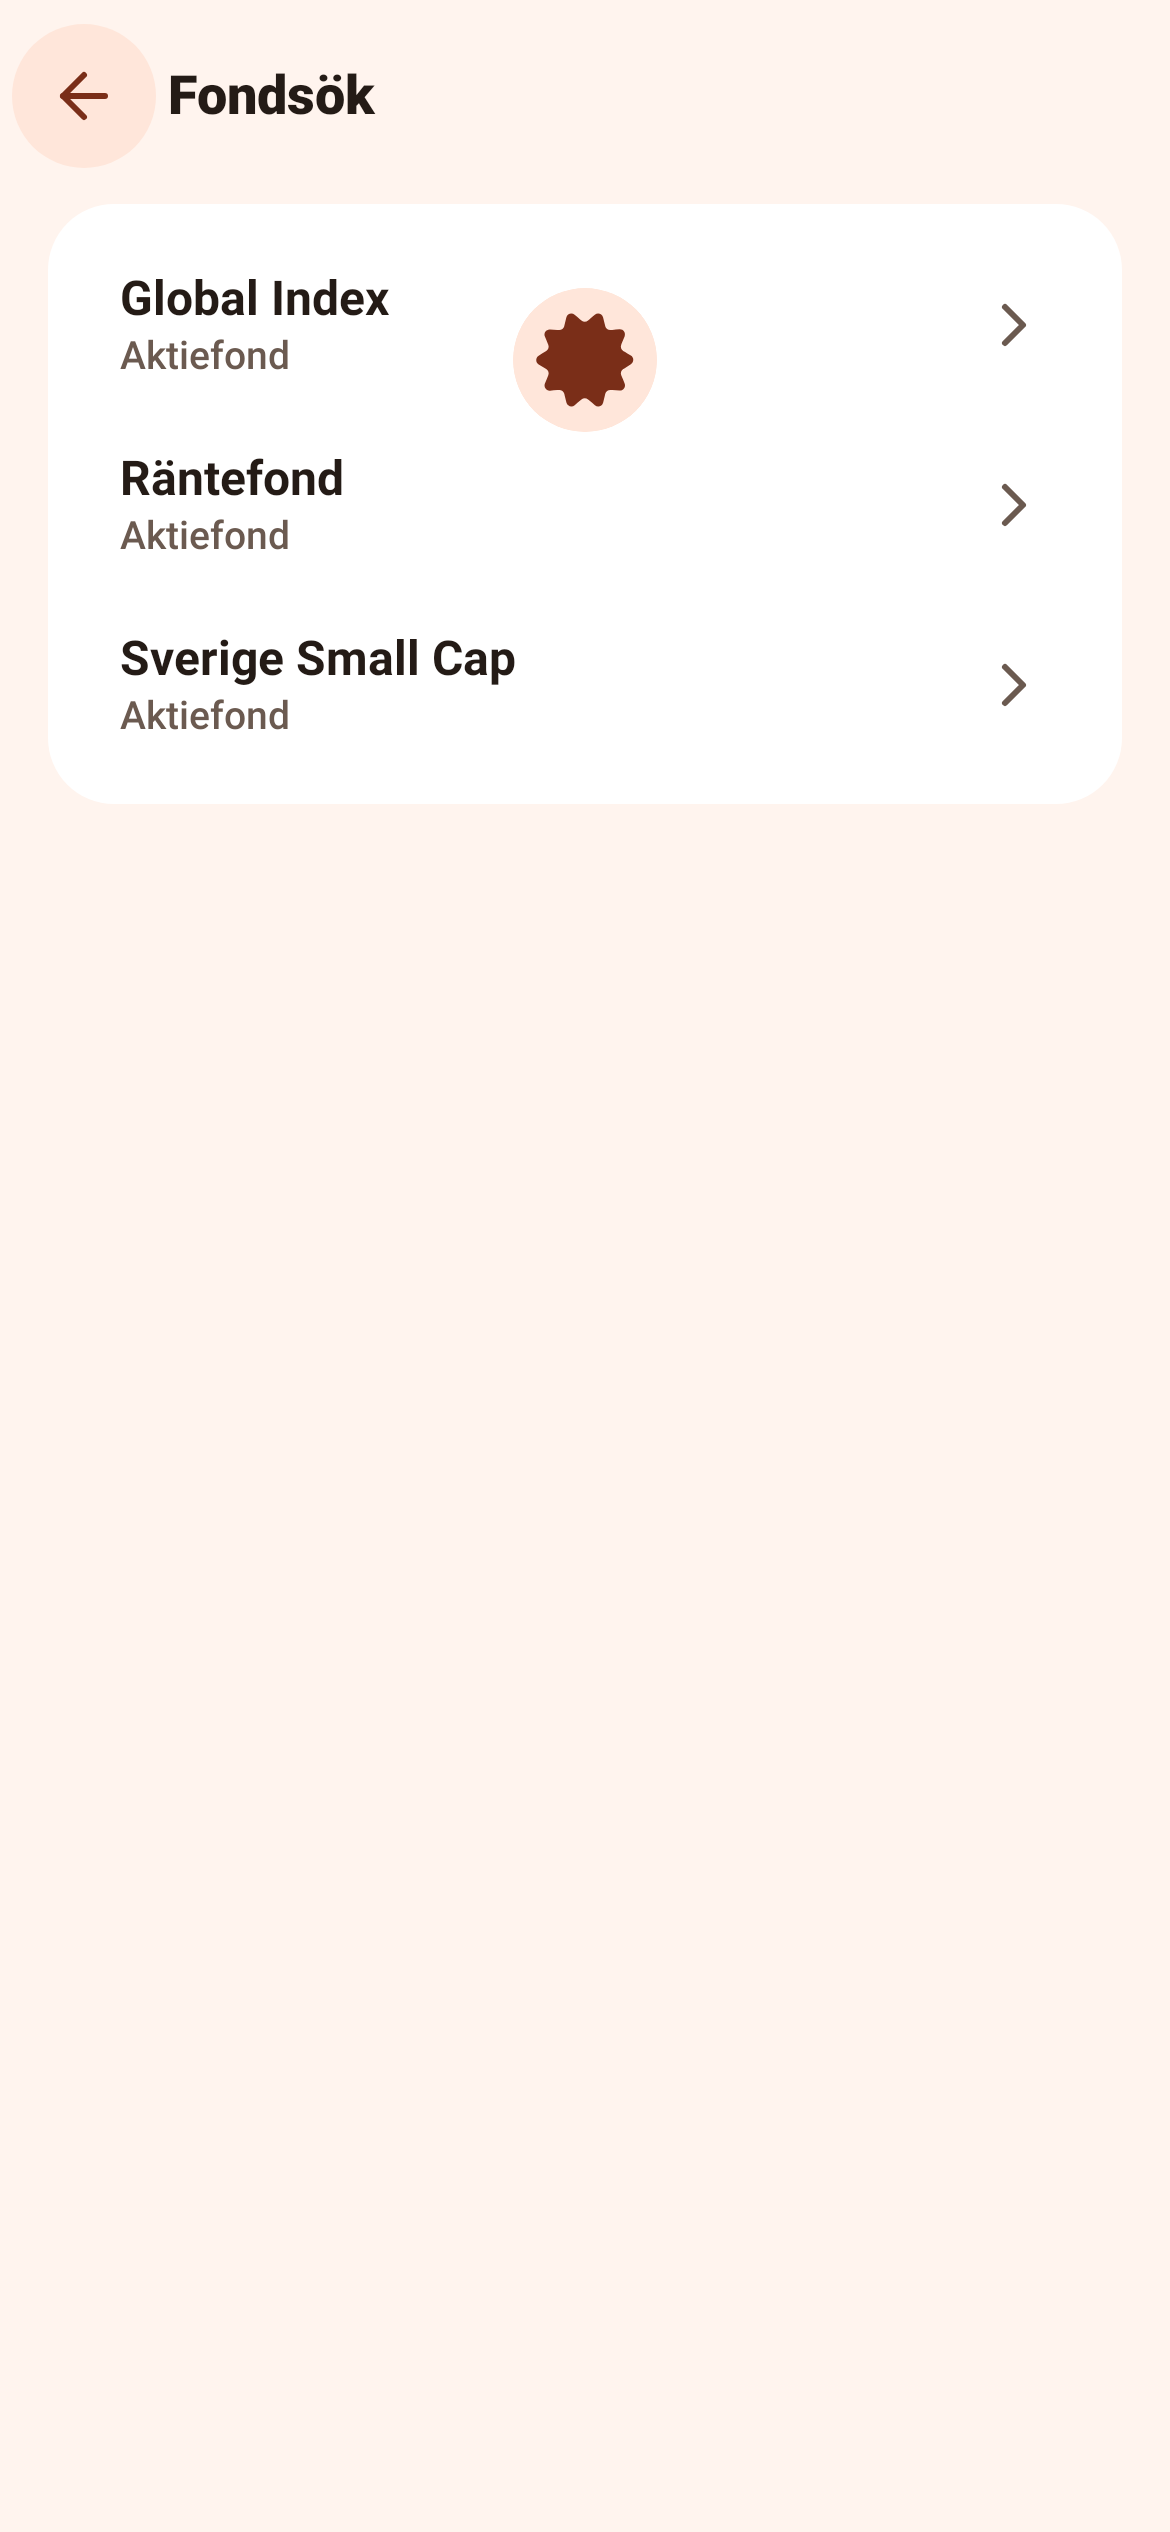 Fondsök
Global Index
Aktiefond
Räntefond
Aktiefond
Sverige Small Cap
Aktiefond